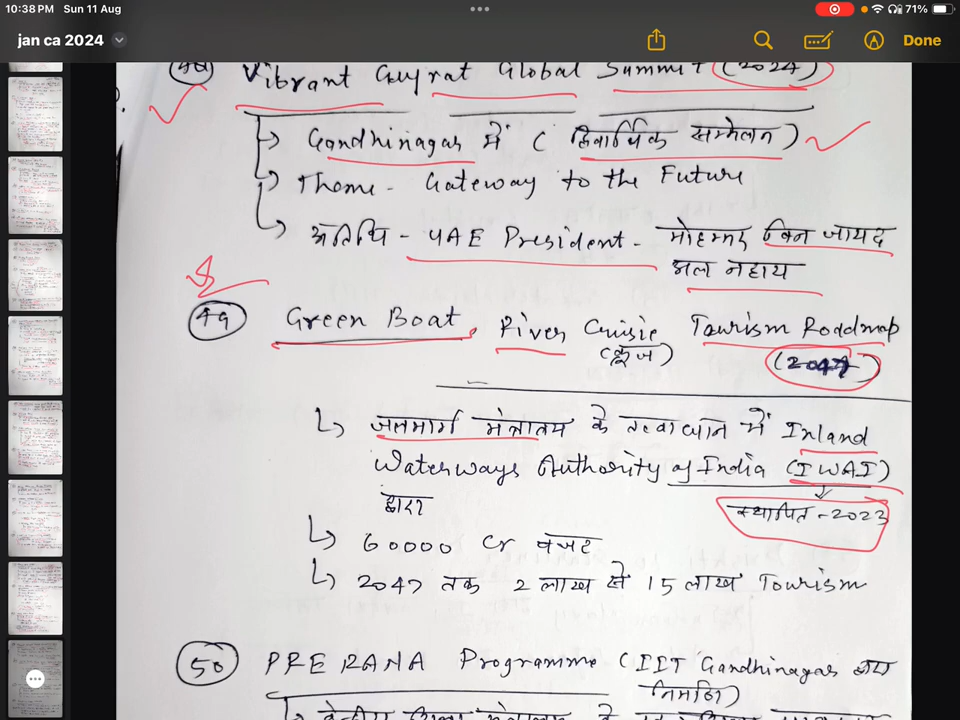 10:38 PM Sun 11 Aug
71%
jan ca 2024
Done
Vibrant Gujrat Global Summit (2024)
Gandhinagar में ( द्विवार्षिक सम्मेलन )
Theme - Gateway to the Future
अतिथि - UAE President - मोहम्मद बिन जायद
अल नहाय
49 Green Boat, River Cruisie Tourism Roadmap
(क्रूज) (2047)
जलमार्ग मंत्रालय के तत्वाधान में Inland
Waterways Authority of India (IWAI)
द्वारा स्थापित - 2023
60000 Cr बजट
2047 तक 2 लाख से 15 लाख Tourism
50 PRERANA Programme (IIT Gandhinagar द्वारा